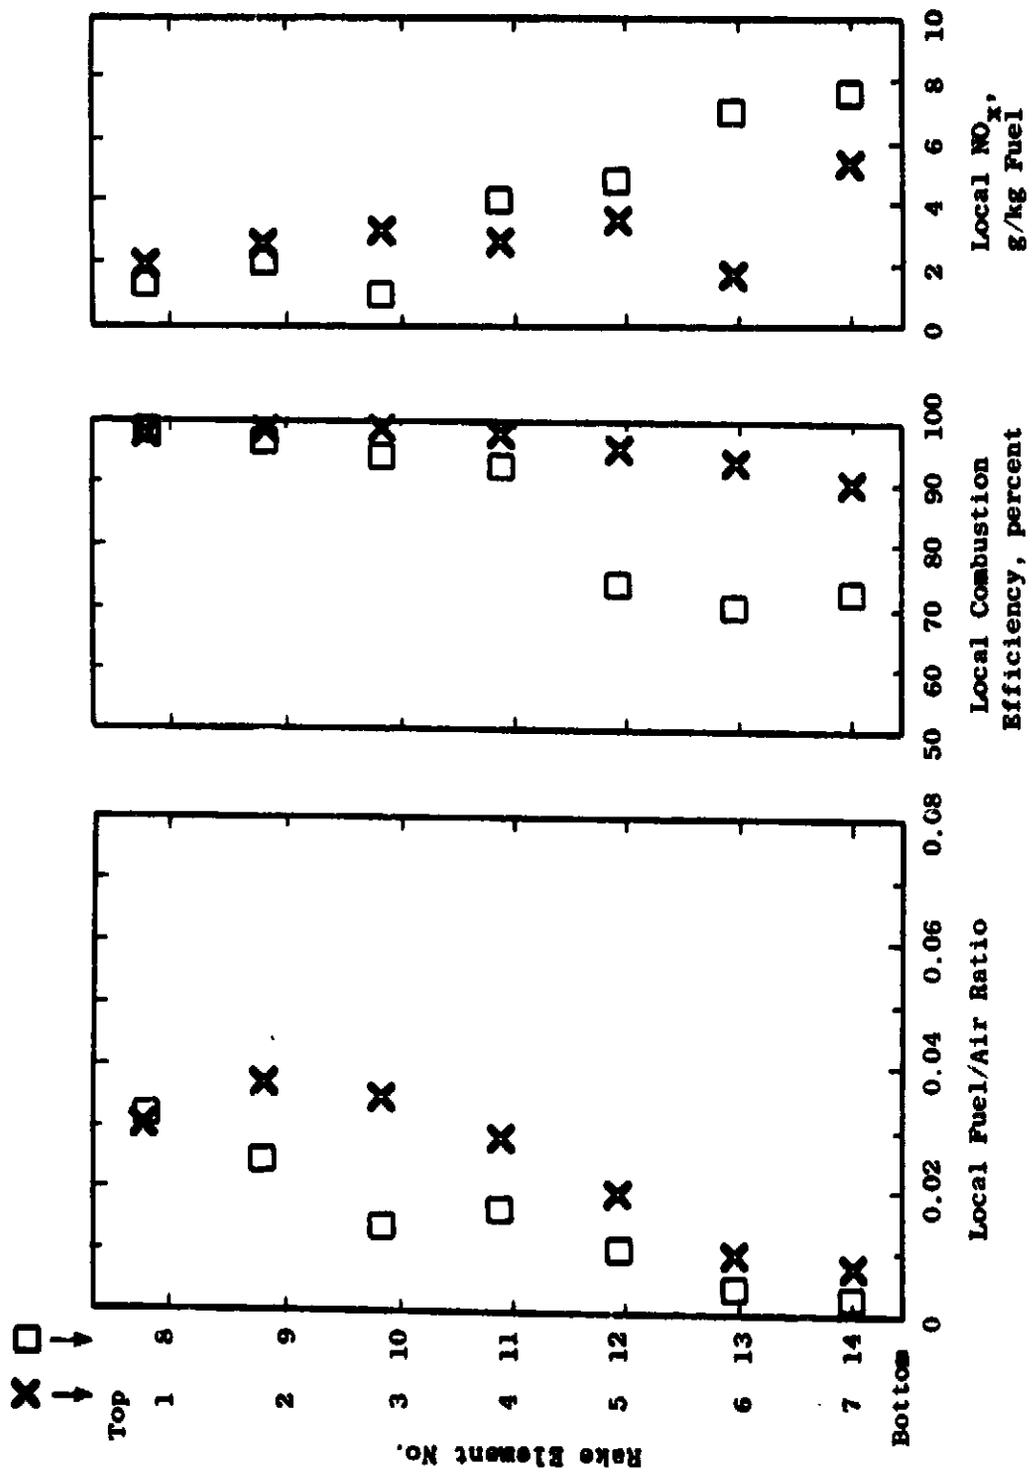 Rake Element No.
Top
1 8
2 9
3 10
4 11
5 12
6 13
7 14
Bottom
0 0.02 0.04 0.06 0.08
Local Fuel/Air Ratio
50 60 70 80 90 100
Local Combustion
Efficiency, percent
0 2 4 6 8 10
Local NOx,
g/kg Fuel